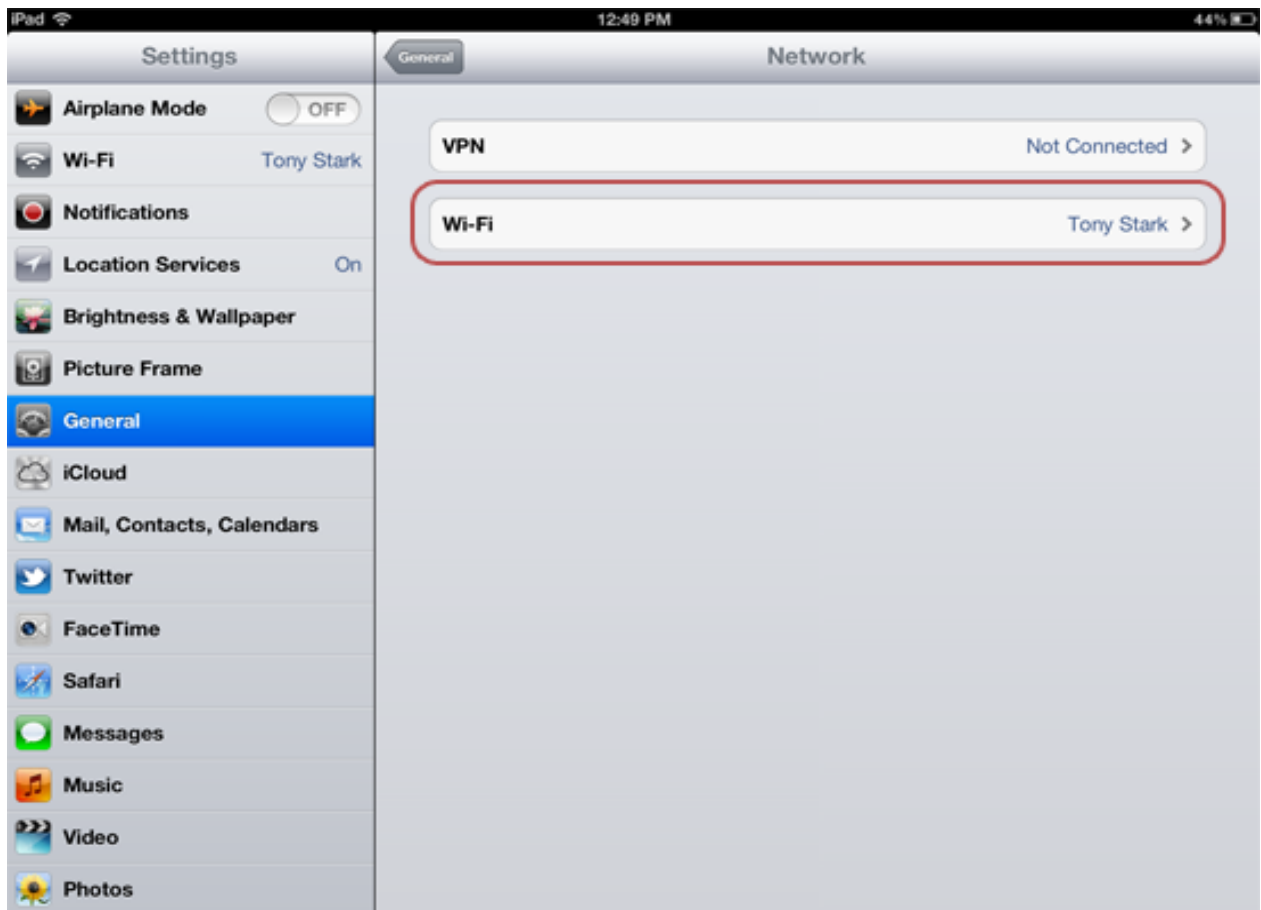 iPad 12:49 PM 44%
Settings
Airplane Mode OFF
Wi-Fi Tony Stark
Notifications
Location Services On
Brightness & Wallpaper
Picture Frame
General
iCloud
Mail, Contacts, Calendars
Twitter
FaceTime
Safari
Messages
Music
Video
Photos
General Network
VPN Not Connected
Wi-Fi Tony Stark